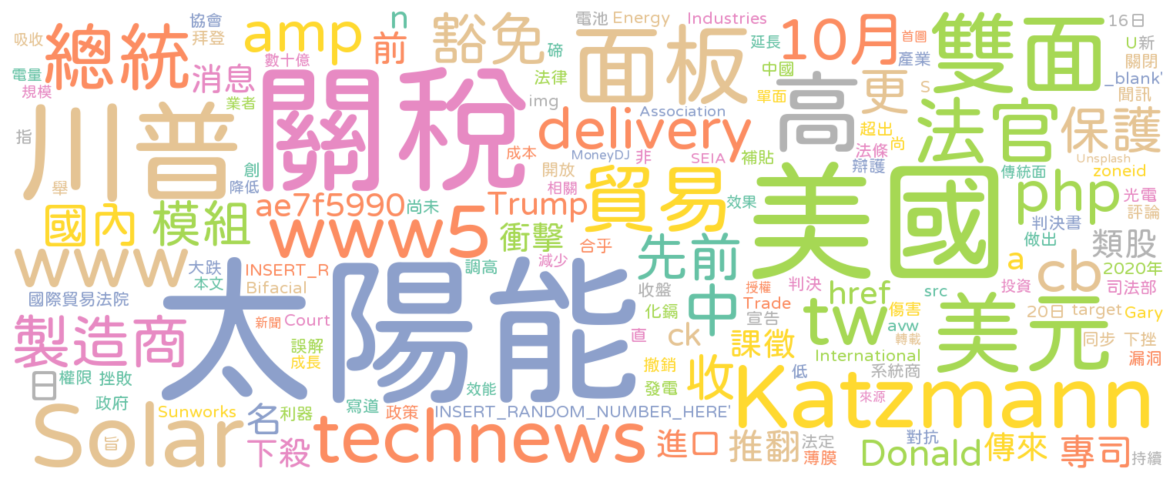 協會
n
電池
Energy
Industries
16日
吸收
總統
amp
前
豁免
面板
延長
10月
首圖
雙面
U
新
電量
消息
數十億
碲
中國
產業
關閉
規模
業者
關稅
法律
單面
高
更
S
_blank'
聞訊
川普
img
delivery
Association
超出
尚
法官
保護
指
創
成本
MoneyDJ
非
SEIA
補貼
法條
辯護
Unsplash
舉
降低
開放
相關
貿易
美國
傳統面
zoneid
國內
模組
ae7f5990
尚未
Trump
效果
php
光電
評論
www5
衝擊
合乎
先前
判決書
做出
類股
www
大跌
本文
INSERT_R
Bifacial
調高
減少
收盤
中
授權
判決
a
cb
2020年
投資
司法部
國際貿易法院
太陽能
化鎘
Trade
宣告
tw
href
src
傷害
美元
20日
target
Gary
製造商
新聞
Court
直
ck
課徵
avw
轉載
同步
下挫
日
權限
挫敗
誤解
成長
撤銷
收
International
系統商
漏洞
政府
效能
發電
低
Katzmann
Solar
旨
Sunworks
名
利器
寫道
政策
INSERT_RANDOM_NUMBER_HERE'
來源
下殺
technews
進口
推翻
法定
薄膜
Donald
對抗
傳來
專司
持續
拜登